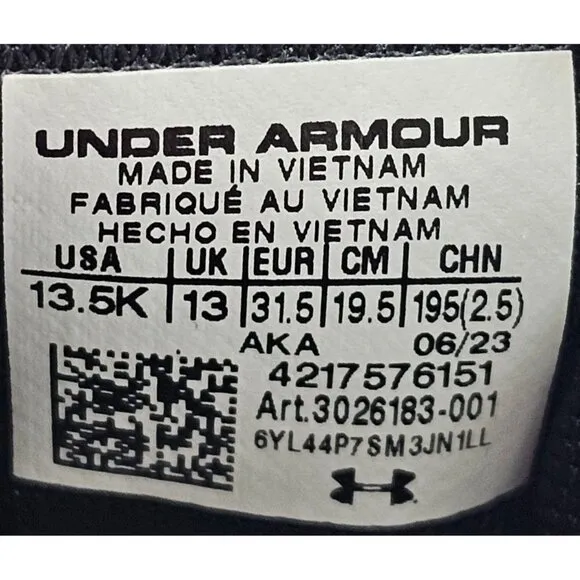 UNDER ARMOUR
MADE IN VIETNAM
FABRIQUÉ AU VIETNAM
HECHO EN VIETNAM
USA UK EUR CM CHN
13.5K 13 31.5 19.5 195(2.5)
AKA 06/23
4217576151
Art.3026183-001
6YL44P7SM3JN1LL